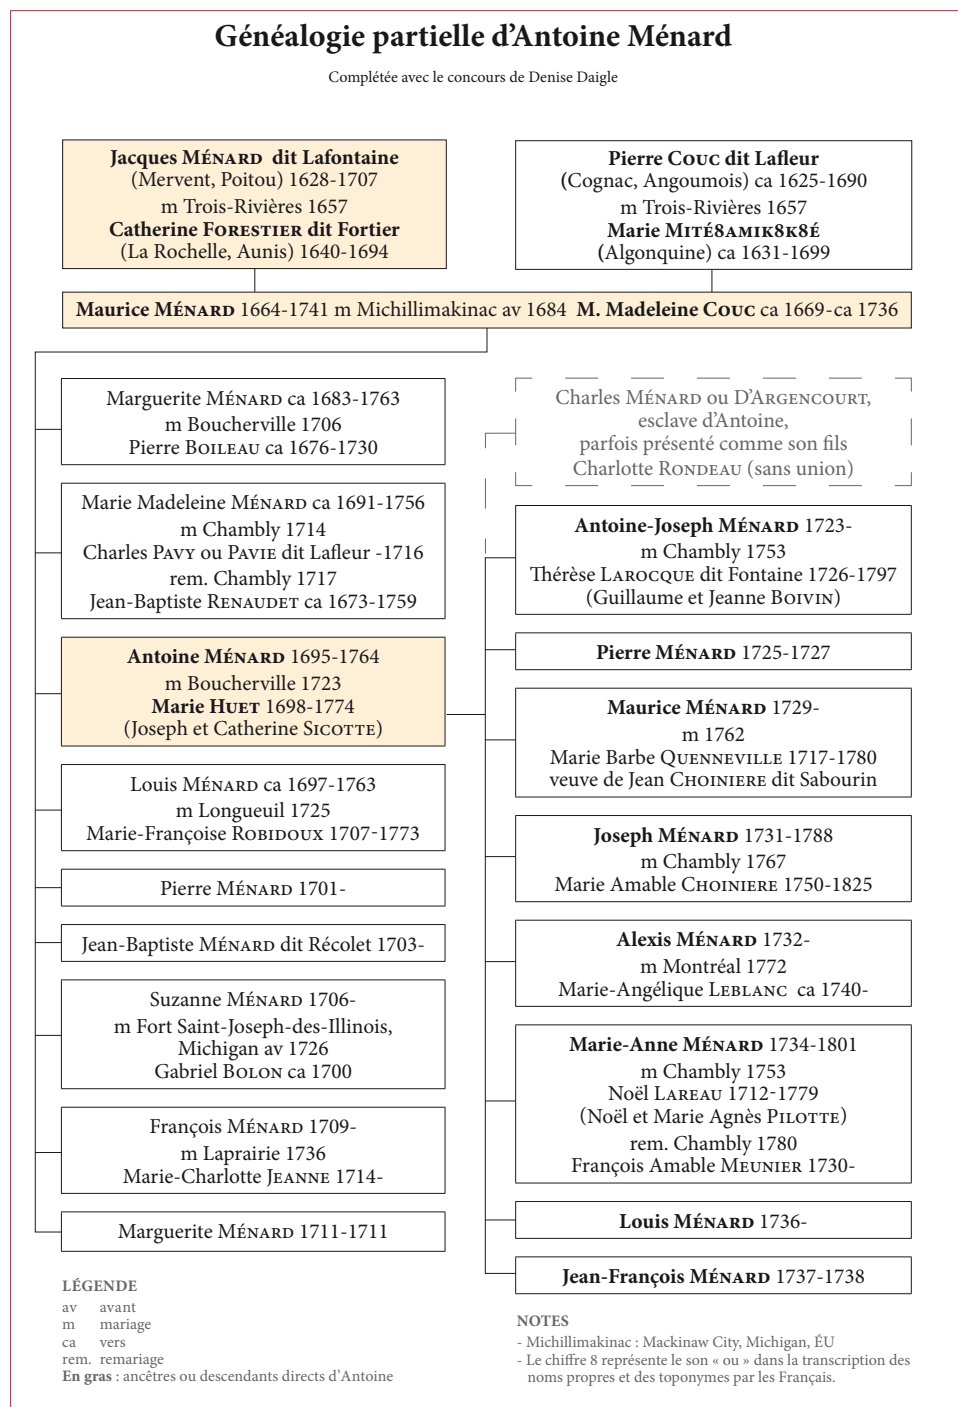 Généalogie partielle d'Antoine Ménard
Complétée avec le concours de Denise Daigle
Jacques Ménard dit Lafontaine
(Mervent, Poitou) 1628-1707
m Trois-Rivières 1657
Catherine Forestier dit Fortier
(La Rochelle, Aunis) 1640-1694
Pierre Couc dit Lafleur
(Cognac, Angoumois) ca 1625-1690
m Trois-Rivières 1657
Marie Mité8amik8k8é
(Algonquine) ca 1631-1699
Maurice Ménard 1664-1741 m Michillimakinac av 1684 M. Madeleine Couc ca 1669-ca 1736
Marguerite Ménard ca 1683-1763
m Boucherville 1706
Pierre Boileau ca 1676-1730
Marie Madeleine Ménard ca 1691-1756
m Chambly 1714
Charles Pavy ou Pavie dit Lafleur -1716
rem. Chambly 1717
Jean-Baptiste Renaudet ca 1673-1759
Antoine Ménard 1695-1764
m Boucherville 1723
Marie Huet 1698-1774
(Joseph et Catherine Sicotte)
Louis Ménard ca 1697-1763
m Longueuil 1725
Marie-Françoise Robidoux 1707-1773
Pierre Ménard 1701-
Jean-Baptiste Ménard dit Récolet 1703-
Suzanne Ménard 1706-
m Fort Saint-Joseph-des-Illinois,
Michigan av 1726
Gabriel Bolon ca 1700
François Ménard 1709-
m Laprairie 1736
Marie-Charlotte Jeanne 1714-
Marguerite Ménard 1711-1711
Charles Ménard ou D'Argencourt,
esclave d'Antoine,
parfois présenté comme son fils
Charlotte Rondeau (sans union)
Antoine-Joseph Ménard 1723-
m Chambly 1753
Thérèse Larocque dit Fontaine 1726-1797
(Guillaume et Jeanne Boivin)
Pierre Ménard 1725-1727
Maurice Ménard 1729-
m 1762
Marie Barbe Quenneville 1717-1780
veuve de Jean Choiniere dit Sabourin
Joseph Ménard 1731-1788
m Chambly 1767
Marie Amable Choiniere 1750-1825
Alexis Ménard 1732-
m Montréal 1772
Marie-Angélique Leblanc ca 1740-
Marie-Anne Ménard 1734-1801
m Chambly 1753
Noël Lareau 1712-1779
(Noël et Marie Agnès Pilotte)
rem. Chambly 1780
François Amable Meunier 1730-
Louis Ménard 1736-
Jean-François Ménard 1737-1738
LÉGENDE
av avant
m mariage
ca vers
rem. remariage
En gras : ancêtres ou descendants directs d'Antoine
NOTES
- Michillimakinac : Mackinaw City, Michigan, ÉU
- Le chiffre 8 représente le son « ou » dans la transcription des
noms propres et des toponymes par les Français.